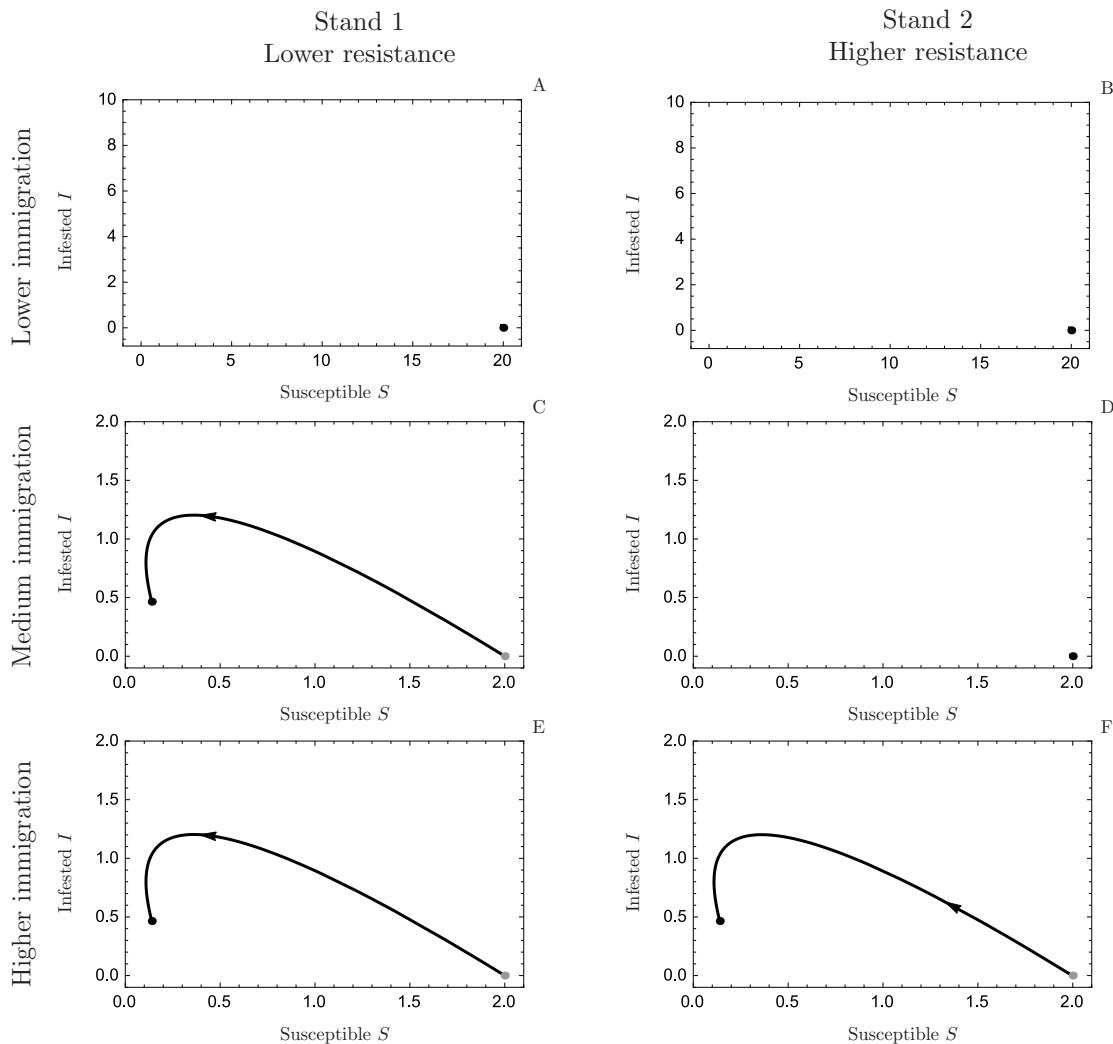 Stand 1
Lower resistance
Stand 2
Higher resistance
Lower immigration
A
10
8
6
4
2
0
Infested I
0 5 10 15 20
Susceptible S
B
10
8
6
4
2
0
Infested I
0 5 10 15 20
Susceptible S
Medium immigration
C
2.0
1.5
1.0
0.5
0.0
Infested I
0.0 0.5 1.0 1.5 2.0
Susceptible S
D
2.0
1.5
1.0
0.5
0.0
Infested I
0.0 0.5 1.0 1.5 2.0
Susceptible S
Higher immigration
E
2.0
1.5
1.0
0.5
0.0
Infested I
0.0 0.5 1.0 1.5 2.0
Susceptible S
F
2.0
1.5
1.0
0.5
0.0
Infested I
0.0 0.5 1.0 1.5 2.0
Susceptible S